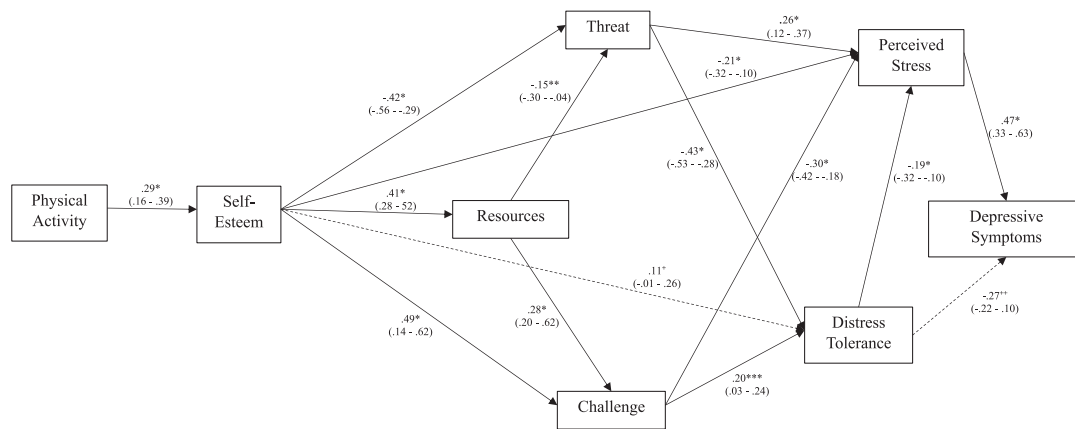 Threat
.26*
(.12 - .37)
Perceived
Stress
-.21*
(-.32 - -.10)
-.42*
(-.56 - -.29)
-.15**
(-.30 - -.04)
.47*
(.33 - .63)
-.43*
(-.53 - -.28)
-.30*
(-.42 - -.18)
-.19*
(-.32 - -.10)
Physical
Activity
.29*
(.16 - .39)
Self-
Esteem
.41*
(.28 - 52)
Resources
Depressive
Symptoms
.11+
(-.01 - .26)
-.27++
(-.22 - .10)
.49*
(.14 - .62)
.28*
(.20 - .62)
Distress
Tolerance
.20***
(.03 - .24)
Challenge